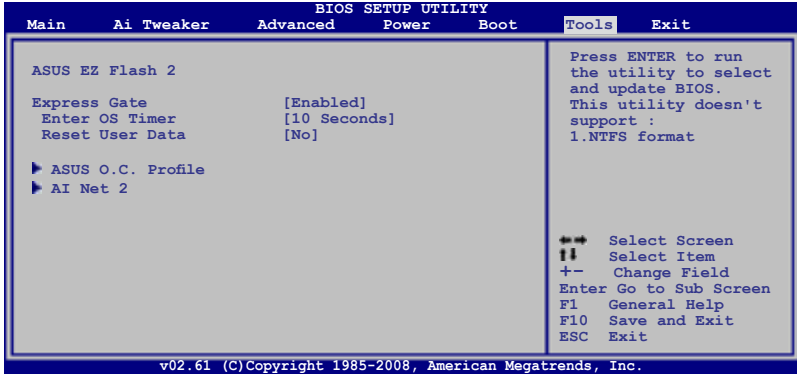 BIOS SETUP UTILITY
Main Ai Tweaker Advanced Power Boot Tools Exit
ASUS EZ Flash 2
Express Gate [Enabled]
Enter OS Timer [10 Seconds]
Reset User Data [No]
ASUS O.C. Profile
AI Net 2
Press ENTER to run
the utility to select
and update BIOS.
This utility doesn't
support :
1.NTFS format
Select Screen
Select Item
+- Change Field
Enter Go to Sub Screen
F1 General Help
F10 Save and Exit
ESC Exit
v02.61 (C)Copyright 1985-2008, American Megatrends, Inc.